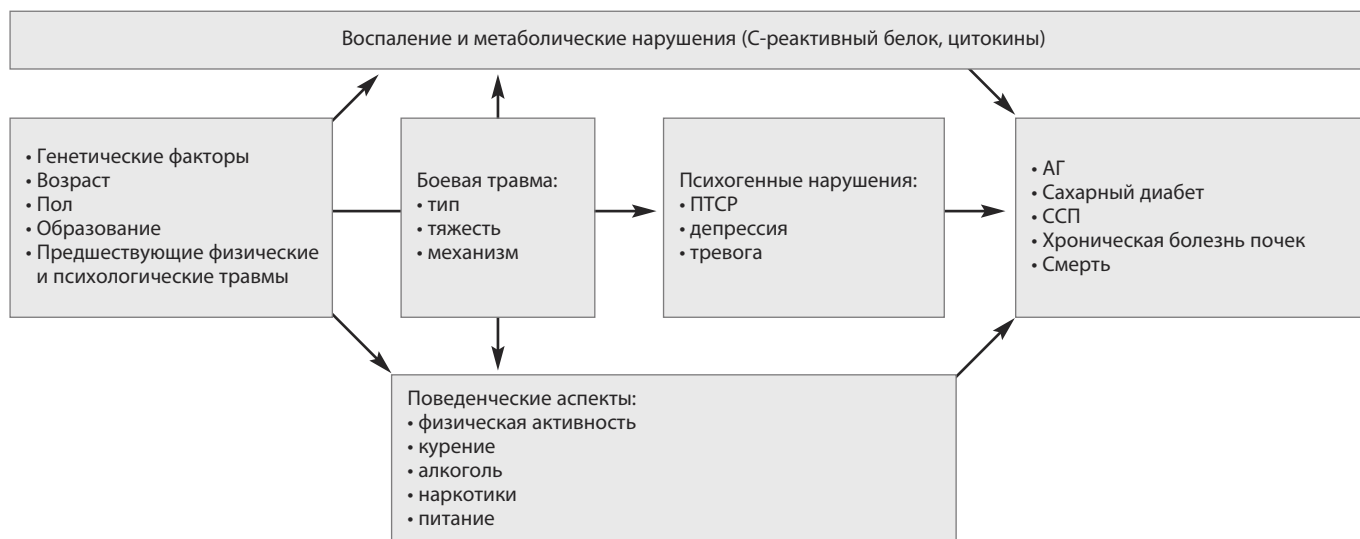 Воспаление и метаболические нарушения (С-реактивный белок, цитокины)
• Генетические факторы
• Возраст
• Пол
• Образование
• Предшествующие физические
и психологические травмы
Боевая травма:
• тип
• тяжесть
• механизм
Психогенные нарушения:
• ПТСР
• депрессия
• тревога
• АГ
• Сахарный диабет
• ССП
• Хроническая болезнь почек
• Смерть
Поведенческие аспекты:
• физическая активность
• курение
• алкоголь
• наркотики
• питание